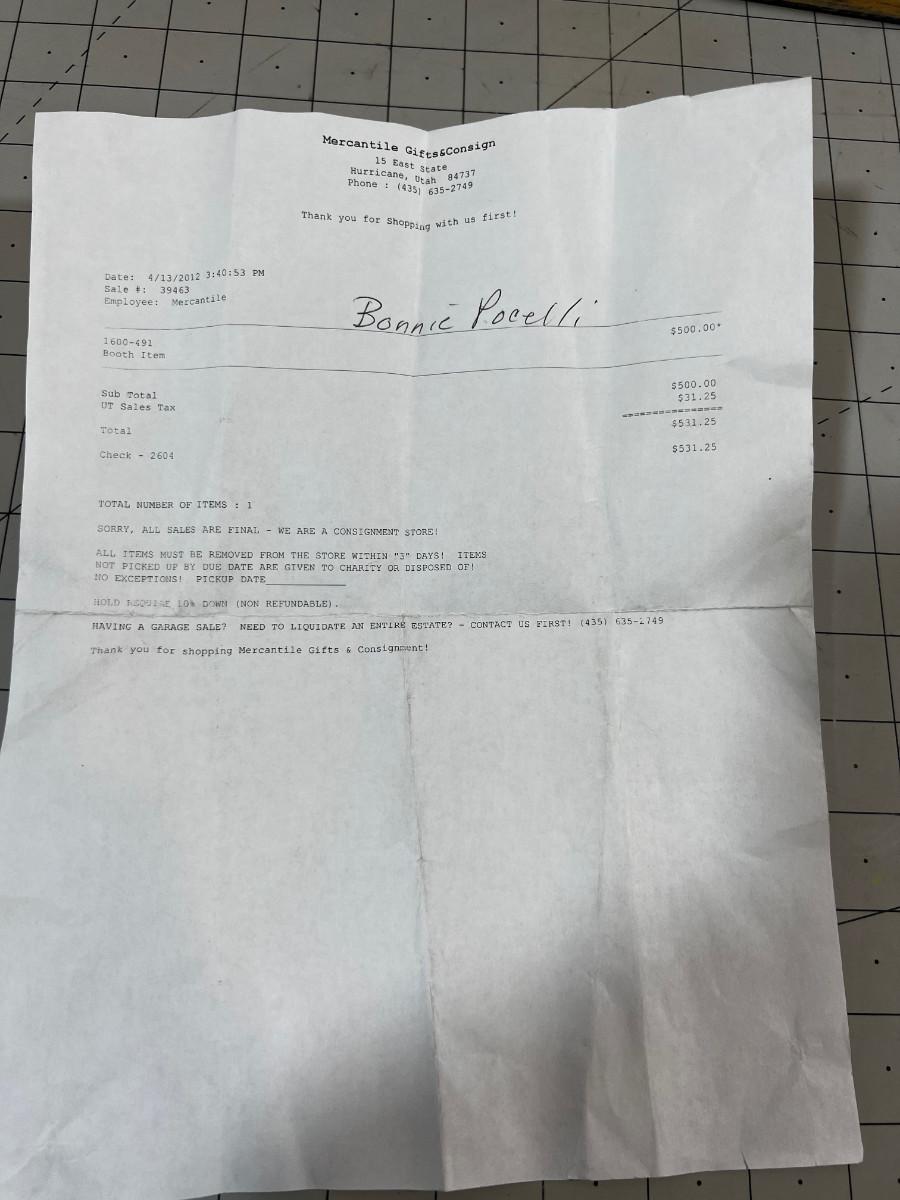 Mercantile Gifts&Consign
15 East State
Hurricane, Utah 84737
Phone : (435) 635-2749
Thank you for Shopping with us first!
Date: 4/13/2012 3:40:53 PM
Sale #: 39463
Employee: Mercantile
Bonnie Pocelli
1600-491 $500.00*
Booth Item
Sub Total $500.00
UT Sales Tax $31.25
================
Total $531.25
Check - 2604 $531.25
TOTAL NUMBER OF ITEMS : 1
SORRY, ALL SALES ARE FINAL - WE ARE A CONSIGNMENT STORE!
ALL ITEMS MUST BE REMOVED FROM THE STORE WITHIN "3" DAYS! ITEMS
NOT PICKED UP BY DUE DATE ARE GIVEN TO CHARITY OR DISPOSED OF!
NO EXCEPTIONS! PICKUP DATE______________
HOLD REQUIRE 10% DOWN (NON REFUNDABLE).
HAVING A GARAGE SALE? NEED TO LIQUIDATE AN ENTIRE ESTATE? - CONTACT US FIRST! (435) 635-2749
Thank you for shopping Mercantile Gifts & Consignment!